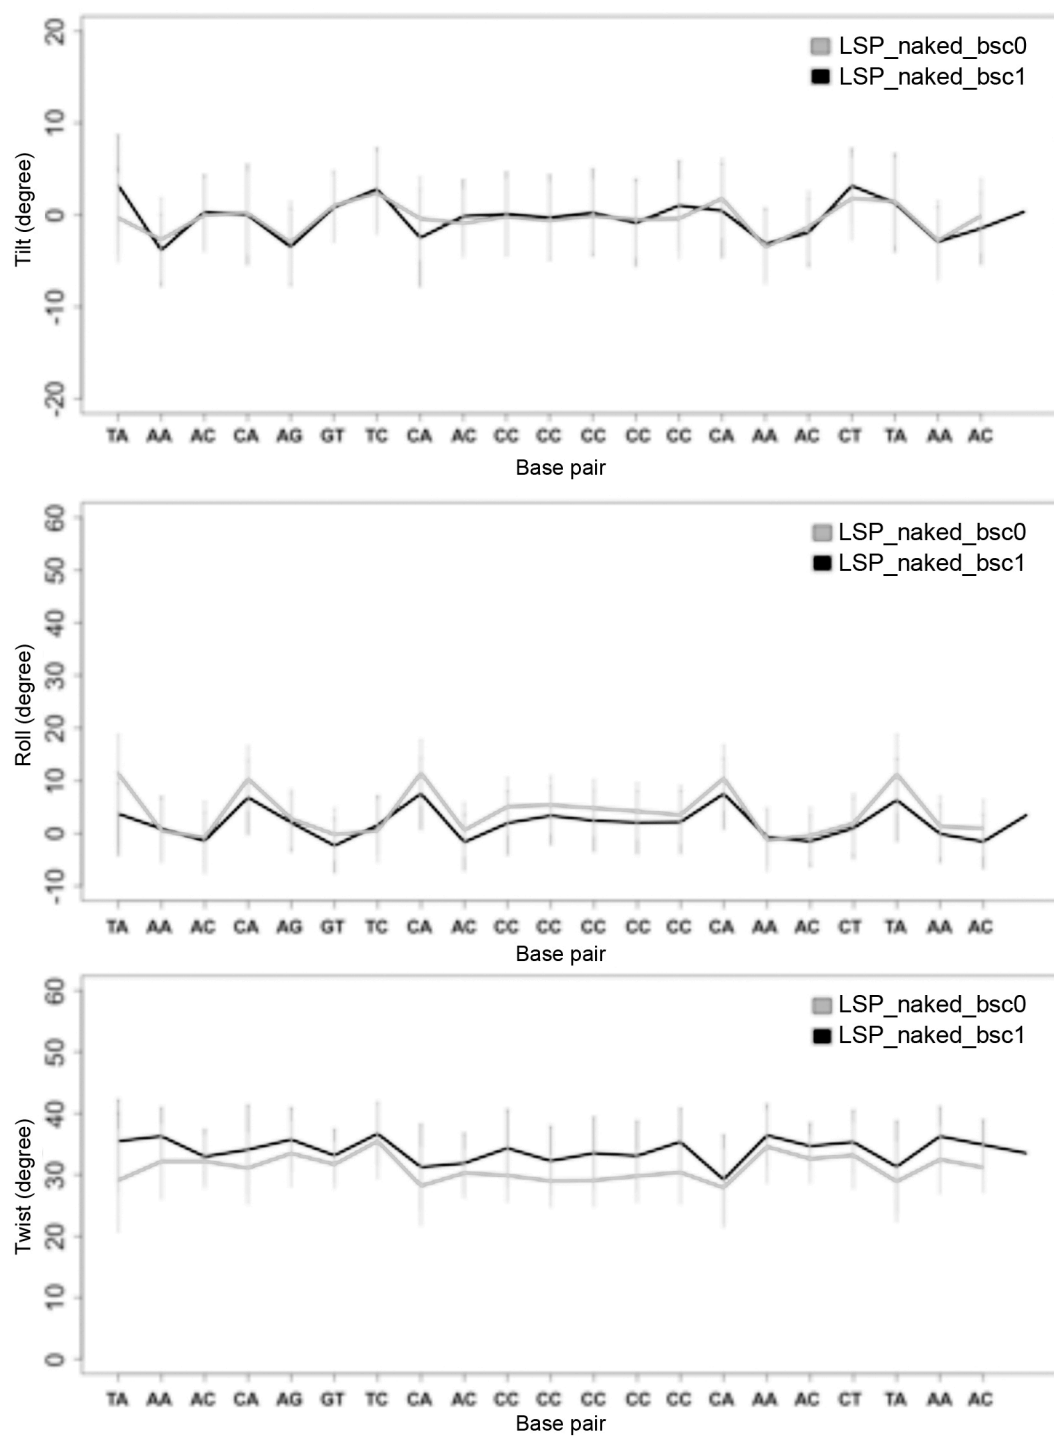 20
10
0
-10
-20
Tilt (degree)
LSP_naked_bsc0
LSP_naked_bsc1
TA AA AC CA AG GT TC CA AC CC CC CC CC CC CA AA AC CT TA AA AC
Base pair
60
50
40
30
20
10
0
-10
Roll (degree)
LSP_naked_bsc0
LSP_naked_bsc1
TA AA AC CA AG GT TC CA AC CC CC CC CC CC CA AA AC CT TA AA AC
Base pair
60
50
40
30
20
10
0
Twist (degree)
LSP_naked_bsc0
LSP_naked_bsc1
TA AA AC CA AG GT TC CA AC CC CC CC CC CC CA AA AC CT TA AA AC
Base pair